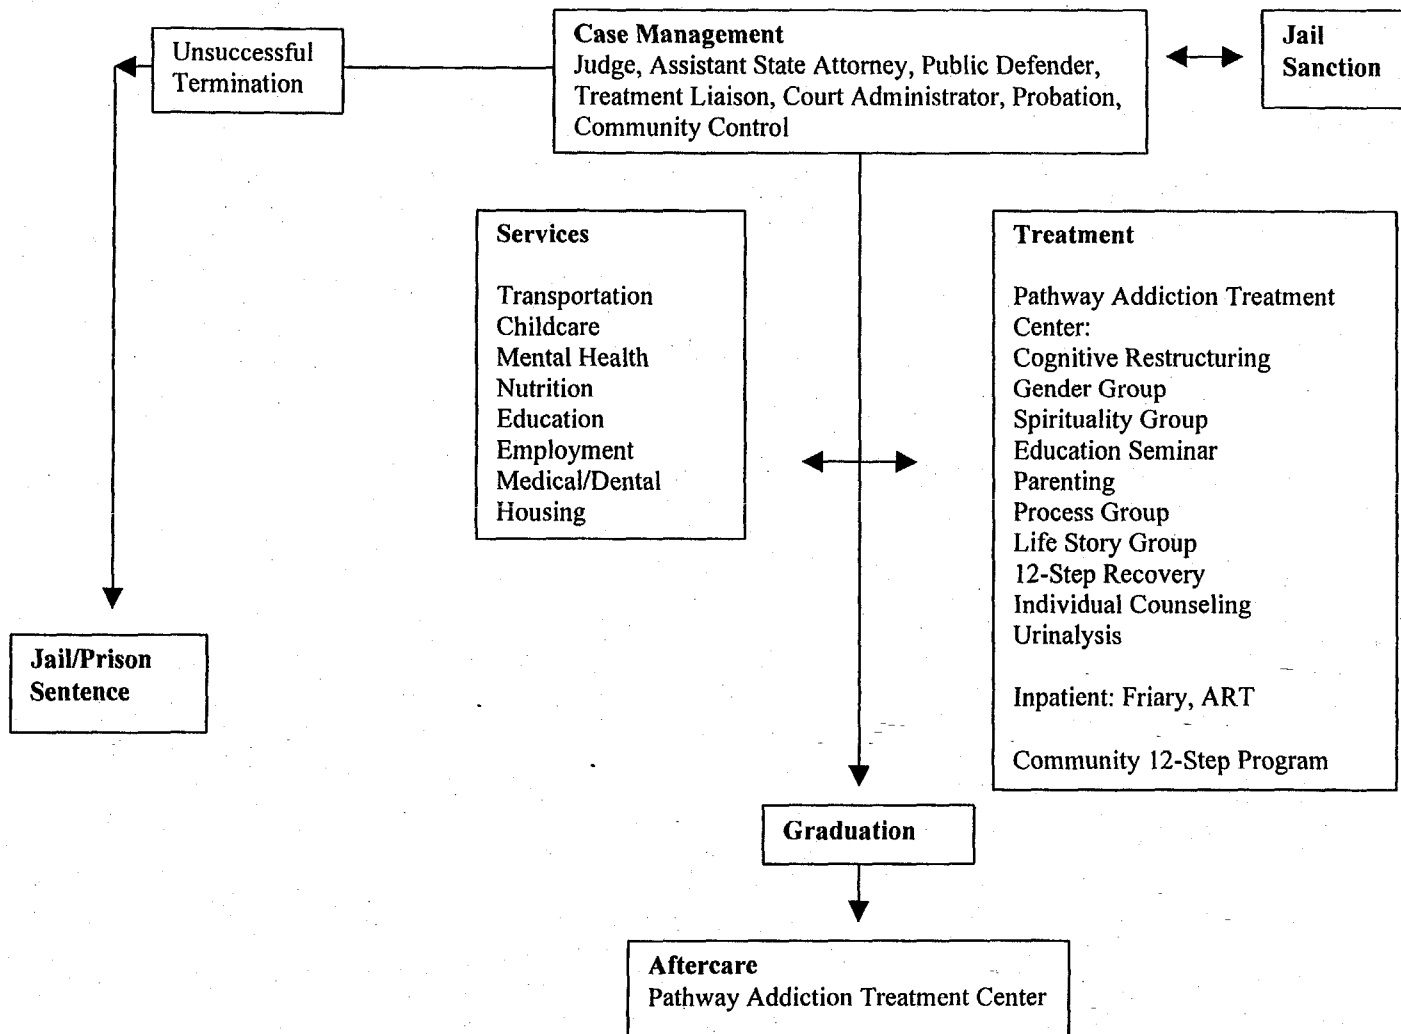 Unsuccessful
Termination
Case Management
Judge, Assistant State Attorney, Public Defender,
Treatment Liaison, Court Administrator, Probation,
Community Control
Jail
Sanction
Services
Transportation
Childcare
Mental Health
Nutrition
Education
Employment
Medical/Dental
Housing
Treatment
Pathway Addiction Treatment
Center:
Cognitive Restructuring
Gender Group
Spirituality Group
Education Seminar
Parenting
Process Group
Life Story Group
12-Step Recovery
Individual Counseling
Urinalysis
Inpatient: Friary, ART
Community 12-Step Program
Jail/Prison
Sentence
Graduation
Aftercare
Pathway Addiction Treatment Center